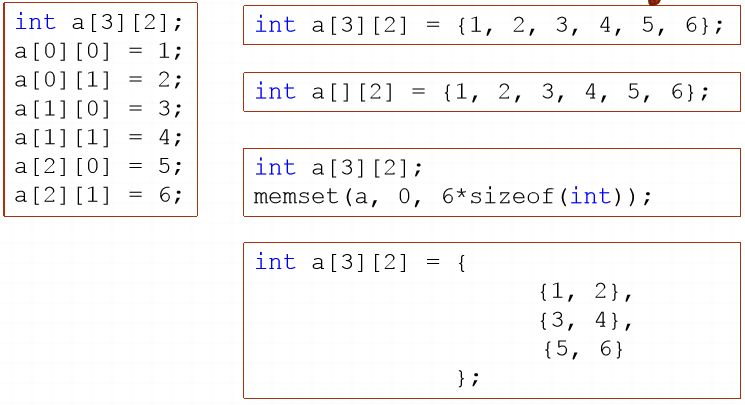 int a[3][2];
a[0][0] = 1;
a[0][1] = 2;
a[1][0] = 3;
a[1][1] = 4;
a[2][0] = 5;
a[2][1] = 6;
int a[3][2] = {1, 2, 3, 4, 5, 6};
int a[][2] = {1, 2, 3, 4, 5, 6};
int a[3][2];
memset(a, 0, 6*sizeof(int));
int a[3][2] = {
{1, 2},
{3, 4},
{5, 6}
};